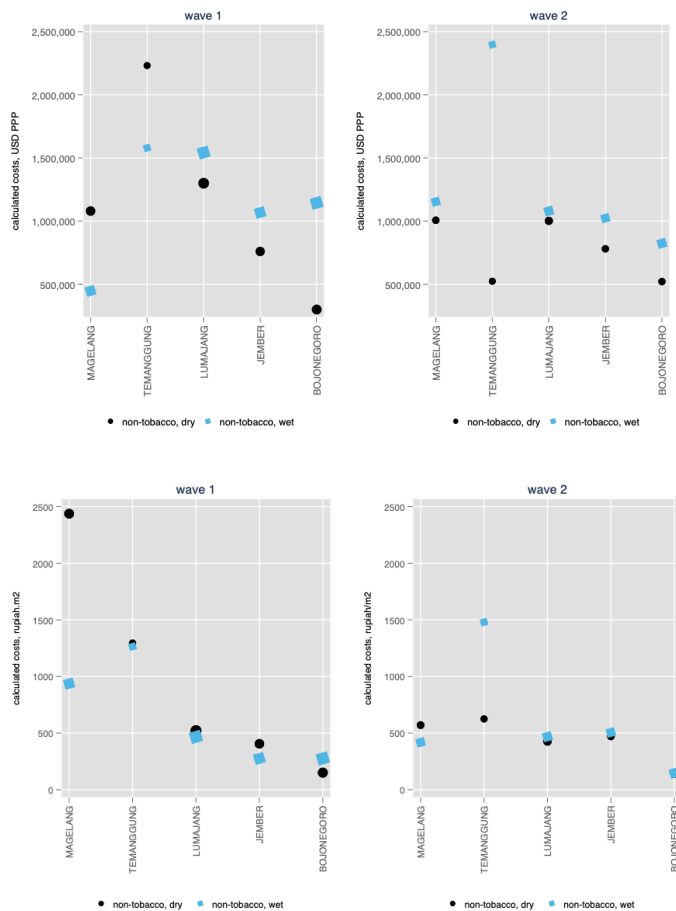 wave 1
2,500,000
2,000,000
1,500,000
1,000,000
500,000
calculated costs, USD PPP
MAGELANG
TEMANGGUNG
LUMAJANG
JEMBER
BOJONEGORO
non-tobacco, dry non-tobacco, wet
wave 2
2,500,000
2,000,000
1,500,000
1,000,000
500,000
calculated costs, USD PPP
MAGELANG
TEMANGGUNG
LUMAJANG
JEMBER
BOJONEGORO
non-tobacco, dry non-tobacco, wet
wave 1
2500
2000
1500
1000
500
0
calculated costs, rupiah.m2
MAGELANG
TEMANGGUNG
LUMAJANG
JEMBER
BOJONEGORO
non-tobacco, dry non-tobacco, wet
wave 2
2500
2000
1500
1000
500
0
calculated costs, rupiah/m2
MAGELANG
TEMANGGUNG
LUMAJANG
JEMBER
BOJONEGORO
non-tobacco, dry non-tobacco, wet